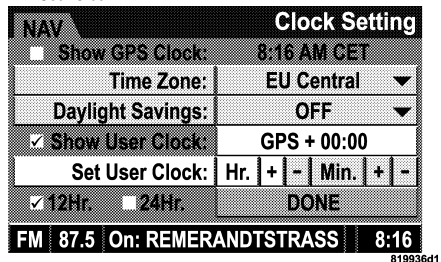 NAV Clock Setting
Show GPS Clock: 8:16 AM CET
Time Zone: EU Central
Daylight Savings: OFF
Show User Clock: GPS + 00:00
Set User Clock: Hr. + - Min. + -
12Hr. 24Hr. DONE
FM 87.5 On: REMERANDTSTRASS 8:16
819936d1